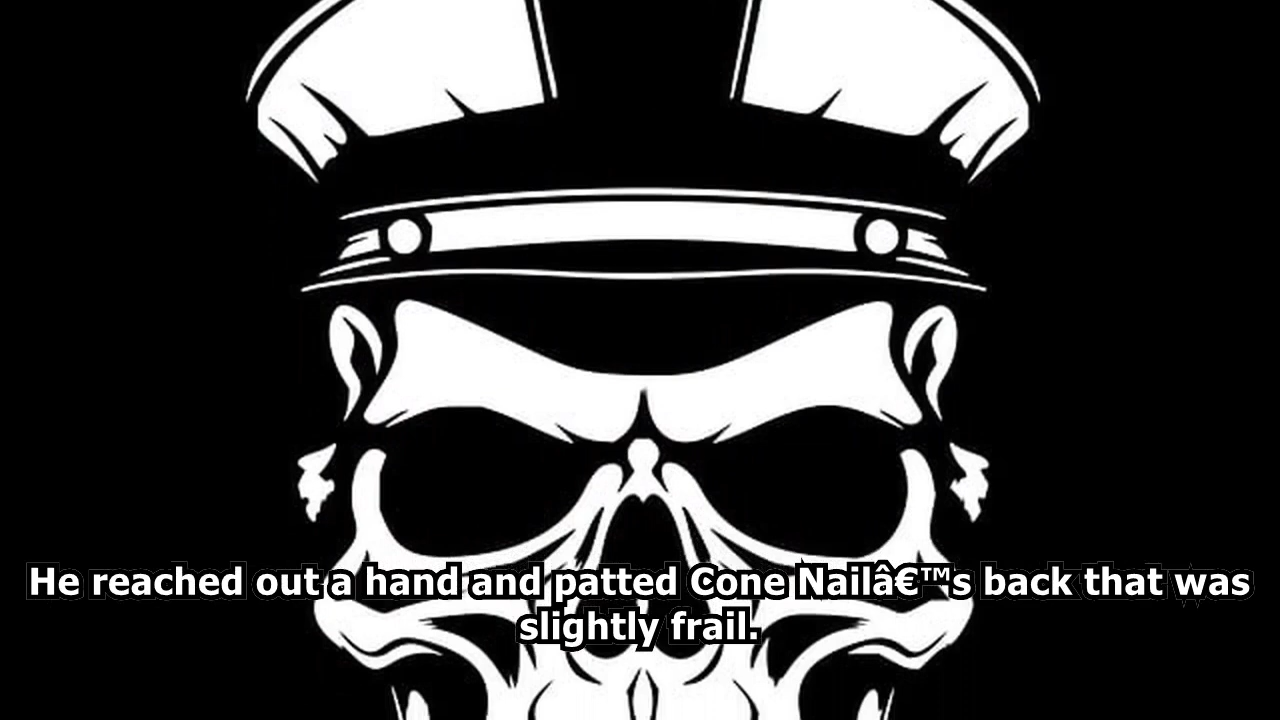 He reached out a hand and patted Cone Nailâ€™s back that was
slightly frail.